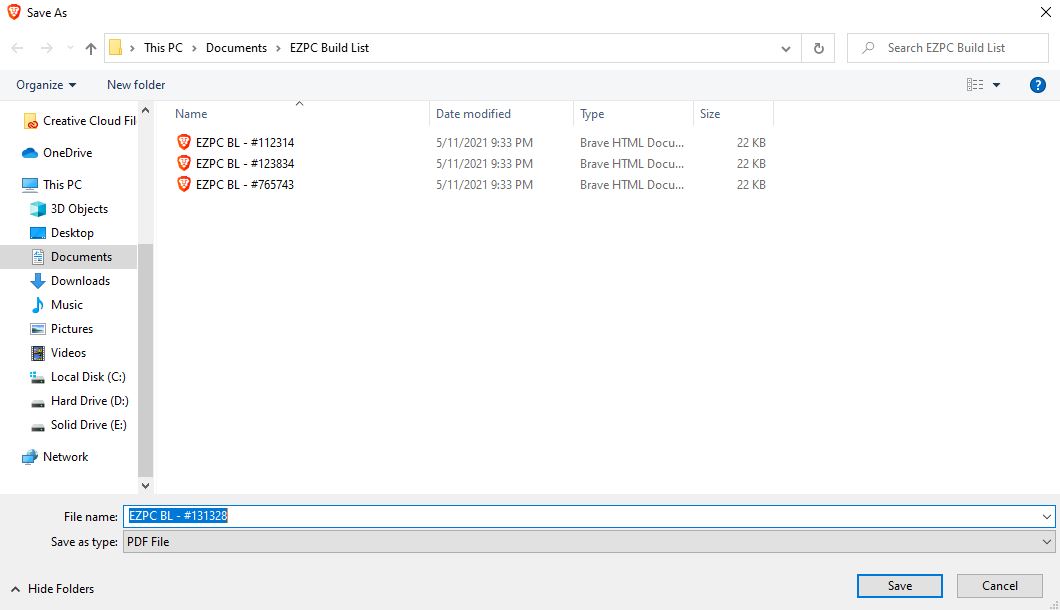 Save As
This PC > Documents > EZPC Build List
Search EZPC Build List
Organize
New folder
?
Name Date modified Type Size
Creative Cloud Fil
OneDrive
This PC
3D Objects
Desktop
Documents
Downloads
Music
Pictures
Videos
Local Disk (C:)
Hard Drive (D:)
Solid Drive (E:)
Network
EZPC BL - #112314 5/11/2021 9:33 PM Brave HTML Docu... 22 KB
EZPC BL - #123834 5/11/2021 9:33 PM Brave HTML Docu... 22 KB
EZPC BL - #765743 5/11/2021 9:33 PM Brave HTML Docu... 22 KB
File name: EZPC BL - #131328
Save as type: PDF File
Hide Folders
Save
Cancel